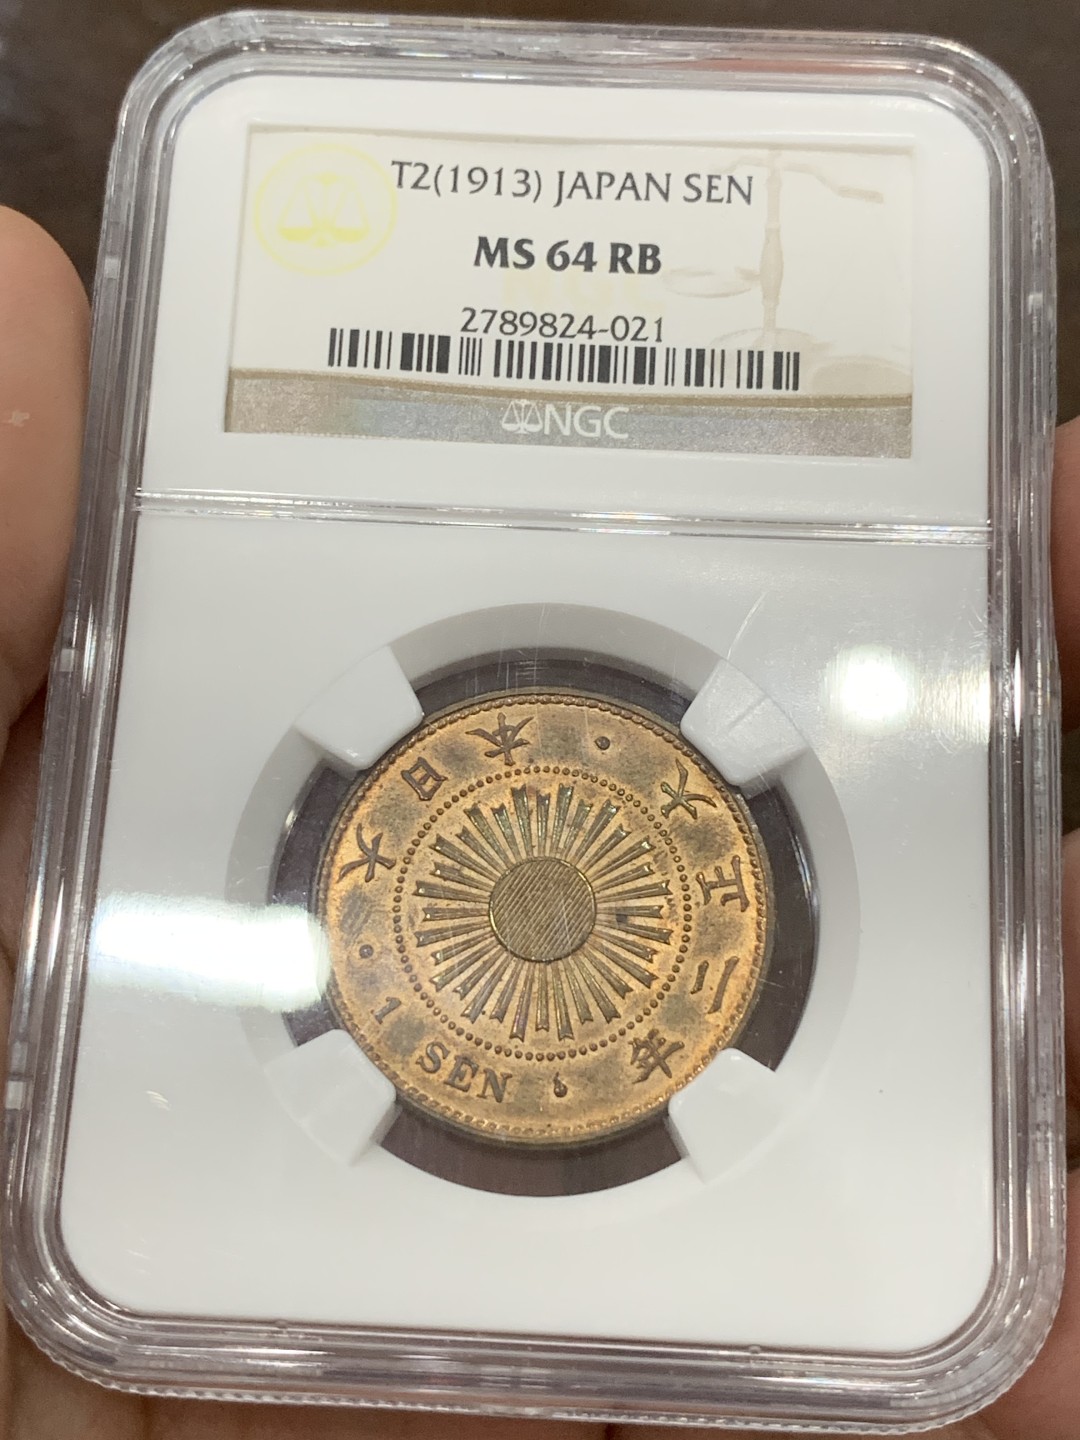 T2(1913) JAPAN SEN
MS 64 RB
2789824-021
NGC
大日本 · 大正二年 · 1 SEN ·